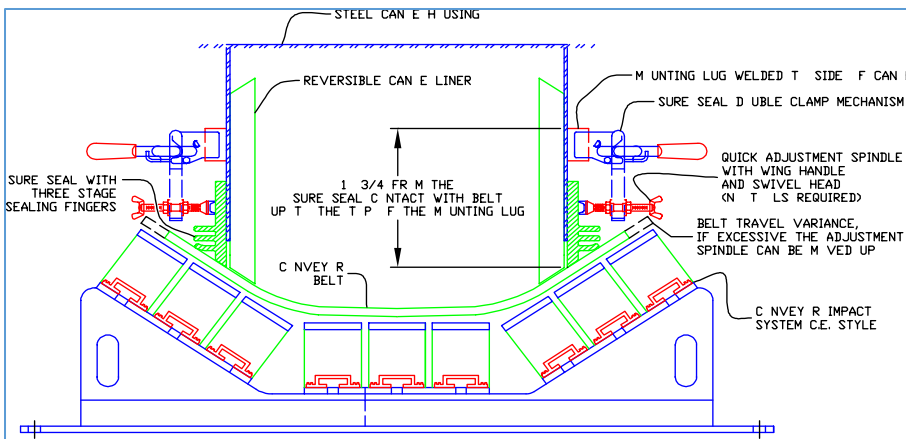 STEEL CAN E H USING
REVERSIBLE CAN E LINER
M UNTING LUG WELDED T SIDE F CAN
SURE SEAL D UBLE CLAMP MECHANISM
1 3/4 FR M THE
SURE SEAL C NTACT WITH BELT
UP T THE T P F THE M UNTING LUG
QUICK ADJUSTMENT SPINDLE
WITH WING HANDLE
AND SWIVEL HEAD
(N T LS REQUIRED)
SURE SEAL WITH
THREE STAGE
SEALING FINGERS
BELT TRAVEL VARIANCE,
IF EXCESSIVE THE ADJUSTMENT
SPINDLE CAN BE M VED UP
C NVEY R
BELT
C NVEY R IMPACT
SYSTEM C.E. STYLE